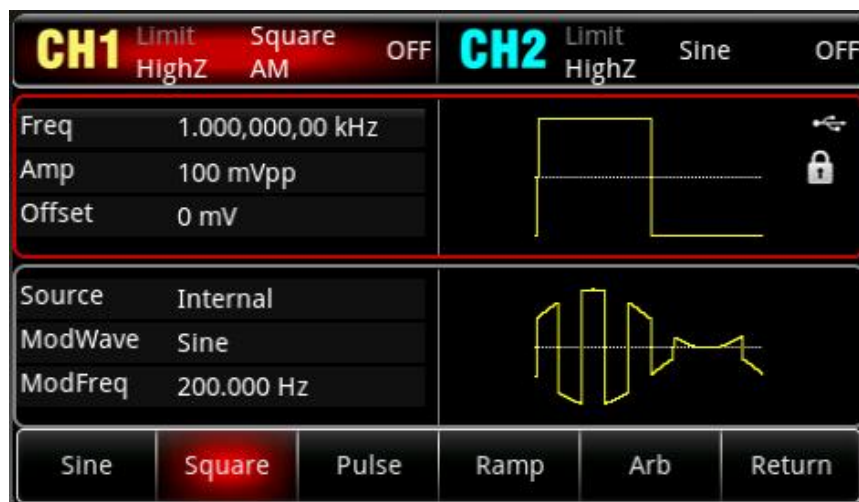 CH1 Limit Square OFF CH2 Limit Sine OFF
HighZ AM HighZ
Freq 1.000,000,00 kHz
Amp 100 mVpp
Offset 0 mV
Source Internal
ModWave Sine
ModFreq 200.000 Hz
Sine Square Pulse Ramp Arb Return